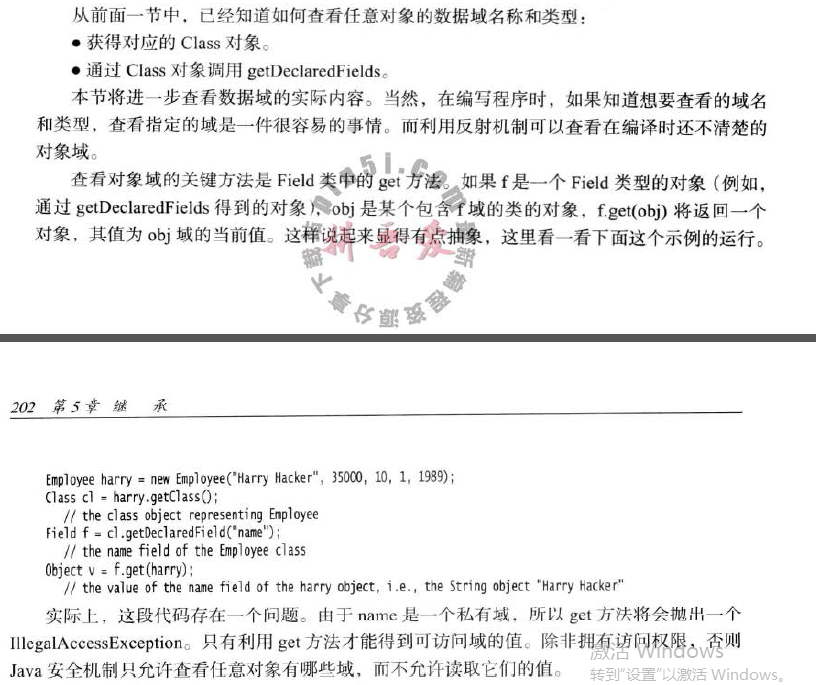 从前面一节中，已经知道如何查看任意对象的数据域名称和类型：
● 获得对应的 Class 对象。
● 通过 Class 对象调用 getDeclaredFields。
本节将进一步查看数据域的实际内容。当然，在编写程序时，如果知道想要查看的域名
和类型，查看指定的域是一件很容易的事情。而利用反射机制可以查看在编译时还不清楚的
对象域。
查看对象域的关键方法是 Field 类中的 get 方法。如果 f 是一个 Field 类型的对象（例如，
通过 getDeclaredFields 得到的对象），obj 是某个包含 f 域的类的对象，f.get(obj) 将返回一个
对象，其值为 obj 域的当前值。这样说起来显得有点抽象，这里看一看下面这个示例的运行。
拼吾爱
202 第 5 章 继 承
Employee harry = new Employee("Harry Hacker", 35000, 10, 1, 1989);
Class cl = harry.getClass();
// the class object representing Employee
Field f = cl.getDeclaredField("name");
// the name field of the Employee class
Object v = f.get(harry);
// the value of the name field of the harry object, i.e., the String object "Harry Hacker"
实际上，这段代码存在一个问题。由于 name 是一个私有域，所以 get 方法将会抛出一个
IllegalAccessException。只有利用 get 方法才能得到可访问域的值。除非拥有访问权限，否则
Java 安全机制只允许查看任意对象有哪些域，而不允许读取它们的值。
激活 Windows
转到"设置"以激活 Windows。